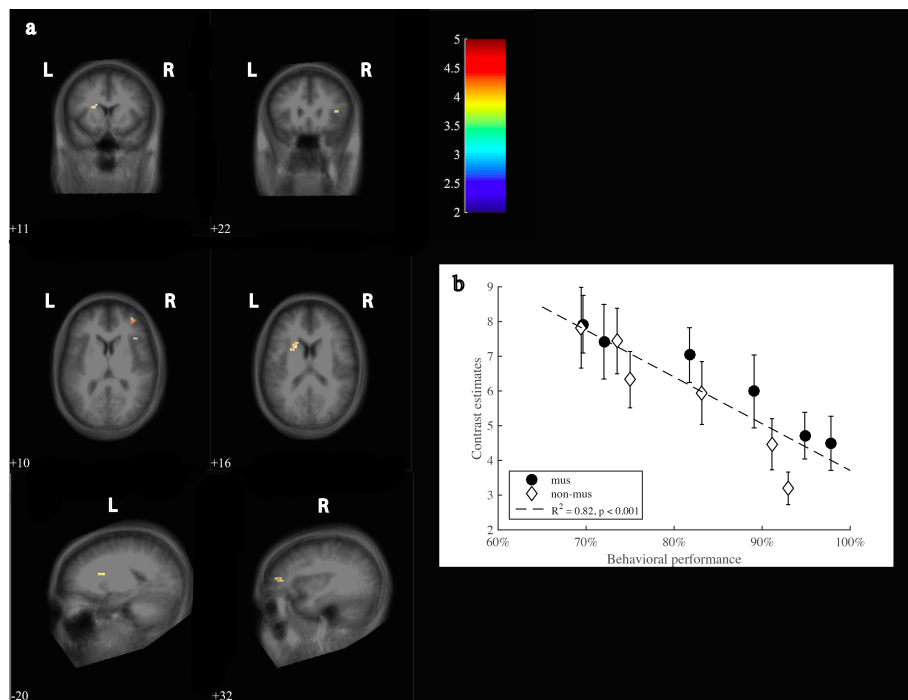 a
L R
L R
5
4.5
4
3.5
3
2.5
2
+11
+22
L R
L R
+10
+16
L
R
-20
+32
b
9
8
7
6
5
4
3
2
Contrast estimates
mus
non-mus
R² = 0.82, p < 0.001
60% 70% 80% 90% 100%
Behavioral performance